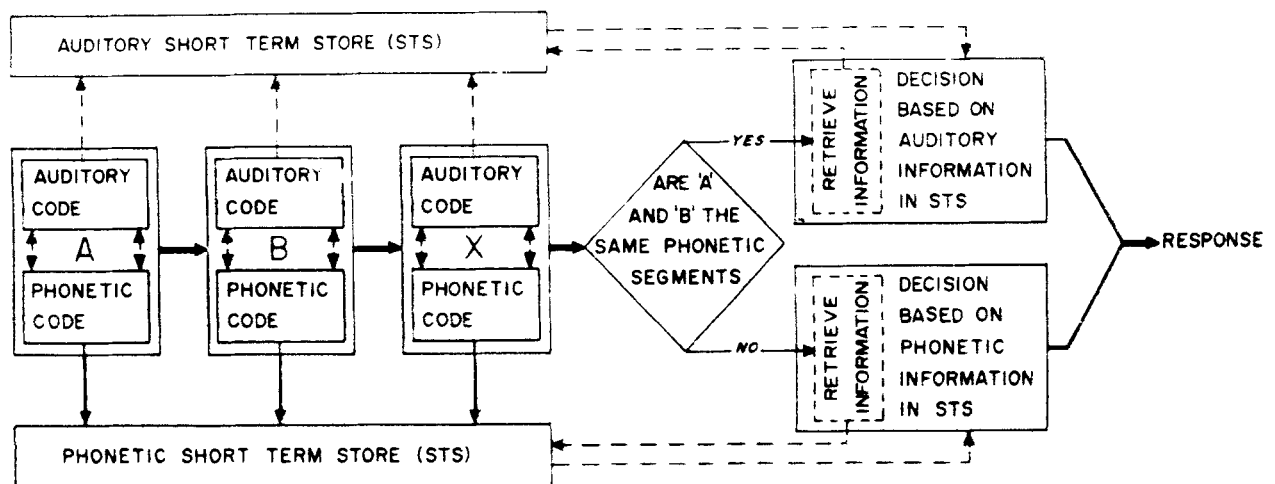 AUDITORY SHORT TERM STORE (STS)
AUDITORY
CODE
A
PHONETIC
CODE
AUDITORY
CODE
B
PHONETIC
CODE
AUDITORY
CODE
X
PHONETIC
CODE
PHONETIC SHORT TERM STORE (STS)
ARE 'A'
AND 'B' THE
SAME PHONETIC
SEGMENTS
YES
NO
RETRIEVE
INFORMATION
DECISION
BASED ON
AUDITORY
INFORMATION
IN STS
RETRIEVE
INFORMATION
DECISION
BASED ON
PHONETIC
INFORMATION
IN STS
RESPONSE